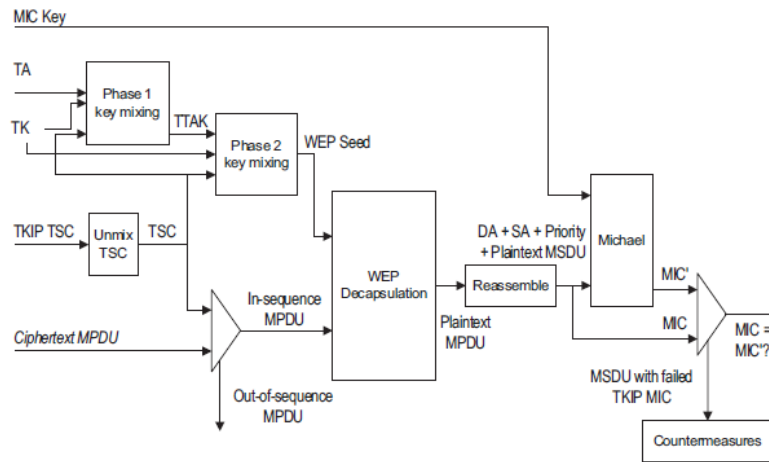 MIC Key
TA
Phase 1
key mixing
TTAK
TK
Phase 2
key mixing
WEP Seed
TKIP TSC
Unmix
TSC
TSC
DA + SA + Priority
+ Plaintext MSDU
Michael
WEP
Decapsulation
Reassemble
MIC'
In-sequence
MPDU
Plaintext
MPDU
MIC
MIC =
MIC'?
Ciphertext MPDU
MSDU with failed
TKIP MIC
Out-of-sequence
MPDU
Countermeasures